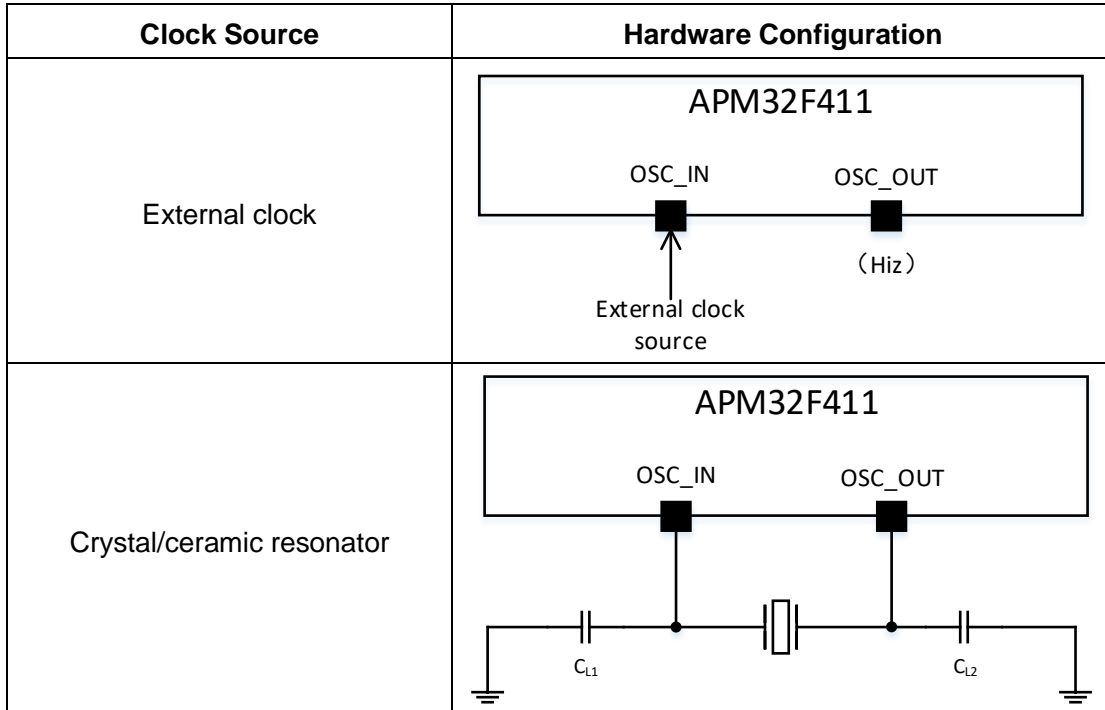 Clock Source
Hardware Configuration
External clock
APM32F411
OSC_IN
OSC_OUT
（Hiz）
External clock
source
Crystal/ceramic resonator
APM32F411
OSC_IN
OSC_OUT
CL1
CL2